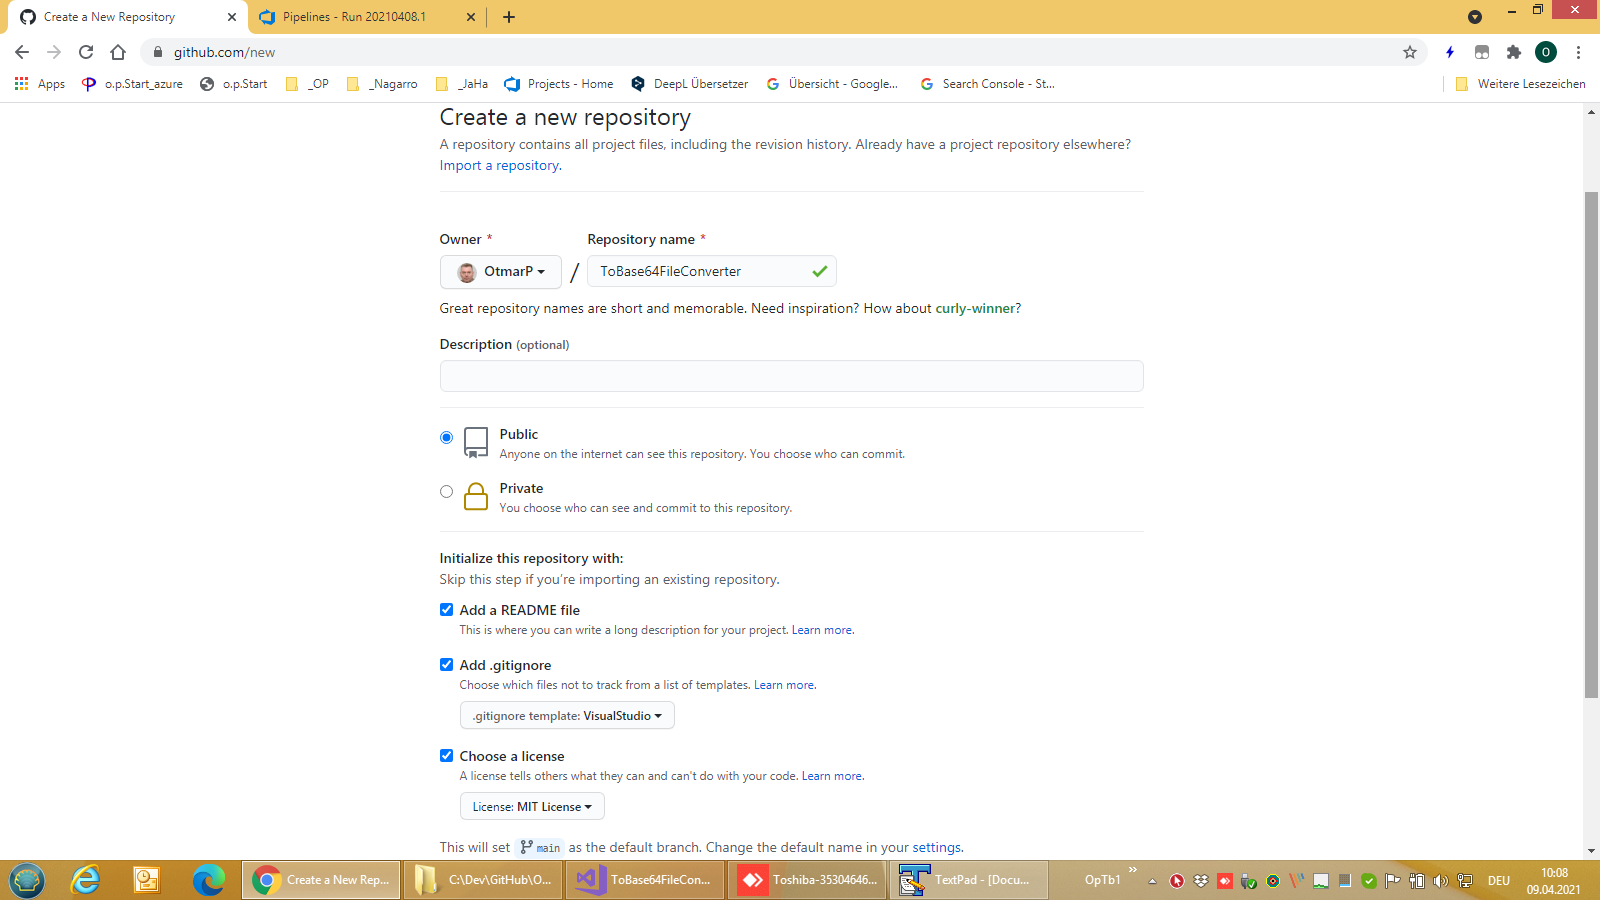 Create a New Repository
Pipelines - Run 20210408.1
github.com/new
O
Apps
o.p.Start_azure
o.p.Start
_OP
_Nagarro
_JaHa
Projects - Home
DeepL Übersetzer
Übersicht - Google...
Search Console - St...
Weitere Lesezeichen
Create a new repository
A repository contains all project files, including the revision history. Already have a project repository elsewhere?
Import a repository.
Owner *
Repository name *
OtmarP
/
ToBase64FileConverter
Great repository names are short and memorable. Need inspiration? How about curly-winner?
Description (optional)
Public
Anyone on the internet can see this repository. You choose who can commit.
Private
You choose who can see and commit to this repository.
Initialize this repository with:
Skip this step if you're importing an existing repository.
Add a README file
This is where you can write a long description for your project. Learn more.
Add .gitignore
Choose which files not to track from a list of templates. Learn more.
.gitignore template: VisualStudio
Choose a license
A license tells others what they can and can't do with your code. Learn more.
License: MIT License
This will set main as the default branch. Change the default name in your settings.
Create a New Rep...
C:\Dev\GitHub\O...
ToBase64FileCon...
Toshiba-35304646...
TextPad - [Docu...
OpTb1
DEU
10:08
09.04.2021